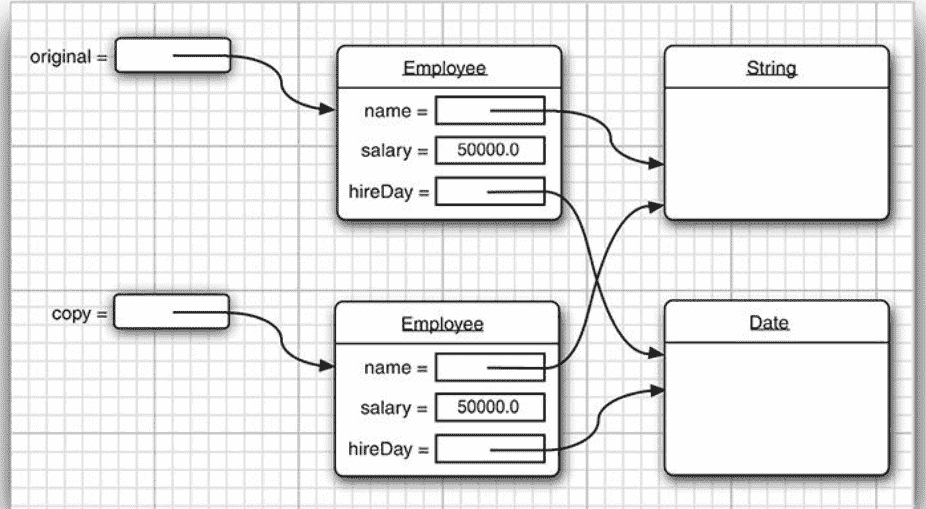 original =
Employee
String
name =
salary = 50000.0
hireDay =
copy =
Employee
Date
name =
salary = 50000.0
hireDay =